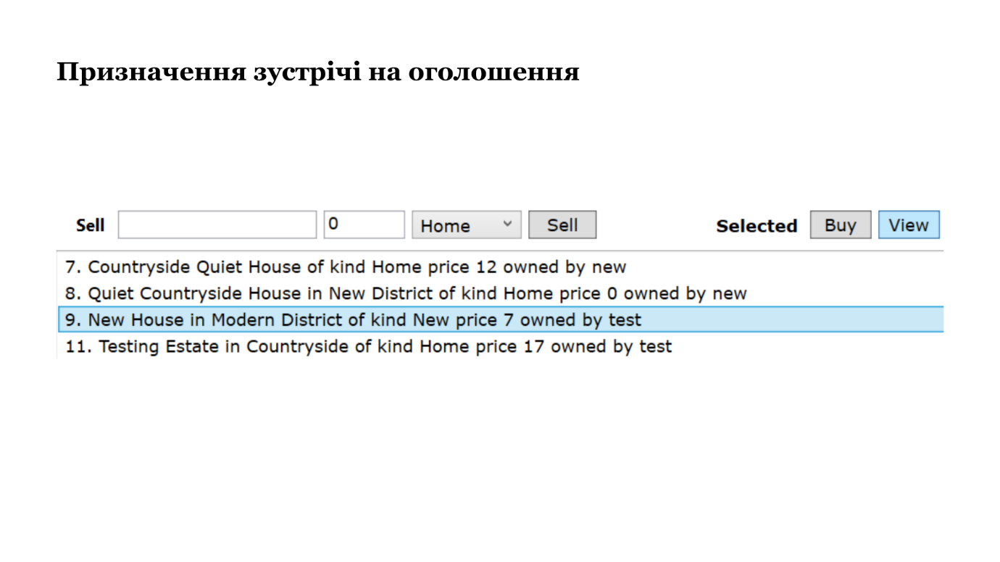 Призначення зустрічі на оголошення
Sell 0 Home Sell Selected Buy View
7. Countryside Quiet House of kind Home price 12 owned by new
8. Quiet Countryside House in New District of kind Home price 0 owned by new
9. New House in Modern District of kind New price 7 owned by test
11. Testing Estate in Countryside of kind Home price 17 owned by test